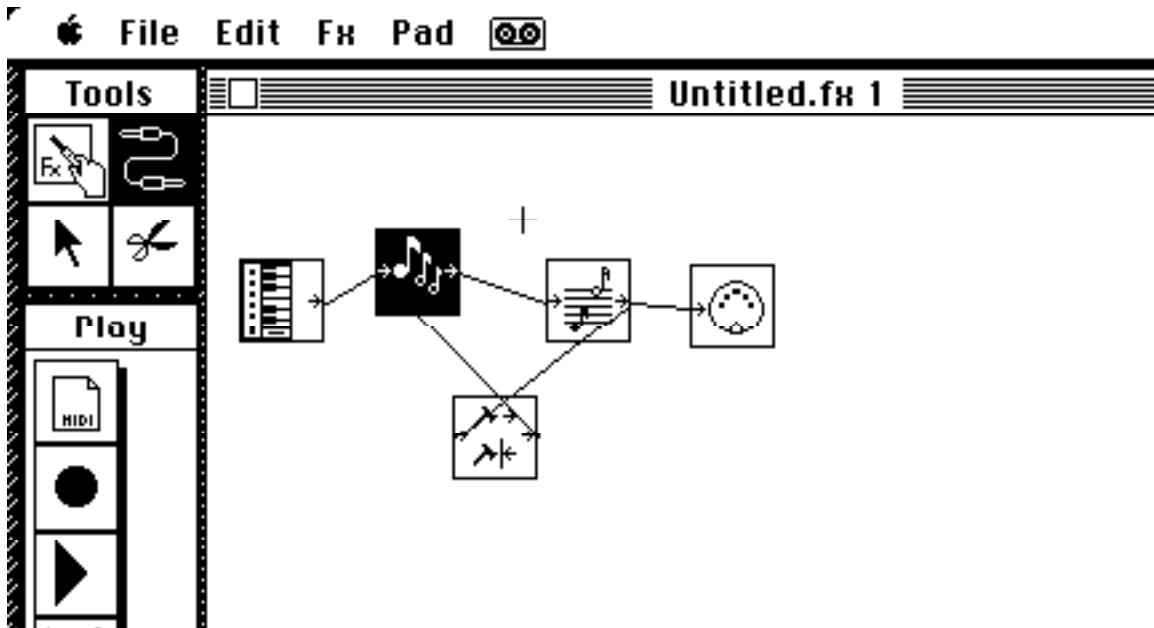 File Edit Fx Pad
Tools
Untitled.fx 1
Fx
Play
MIDI